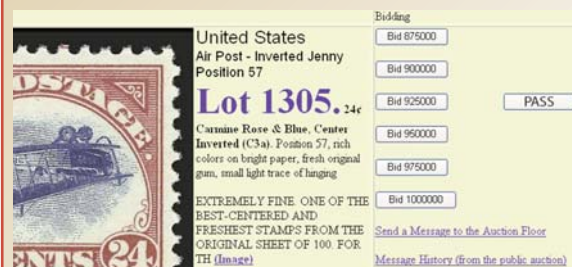 Bidding
United States
Air Post - Inverted Jenny
Position 57
Lot 1305. 24c
Carmine Rose & Blue, Center
Inverted (C3a). Position 57, rich
colors on bright paper, fresh original
gum, small light trace of hinging
EXTREMELY FINE. ONE OF THE
BEST-CENTERED AND
FRESHEST STAMPS FROM THE
ORIGINAL SHEET OF 100. FOR
TH (Image)
Bid 875000
Bid 900000
Bid 925000
PASS
Bid 950000
Bid 975000
Bid 1000000
Send a Message to the Auction Floor
Message History (from the public auction)
STAGE
ENTS 24